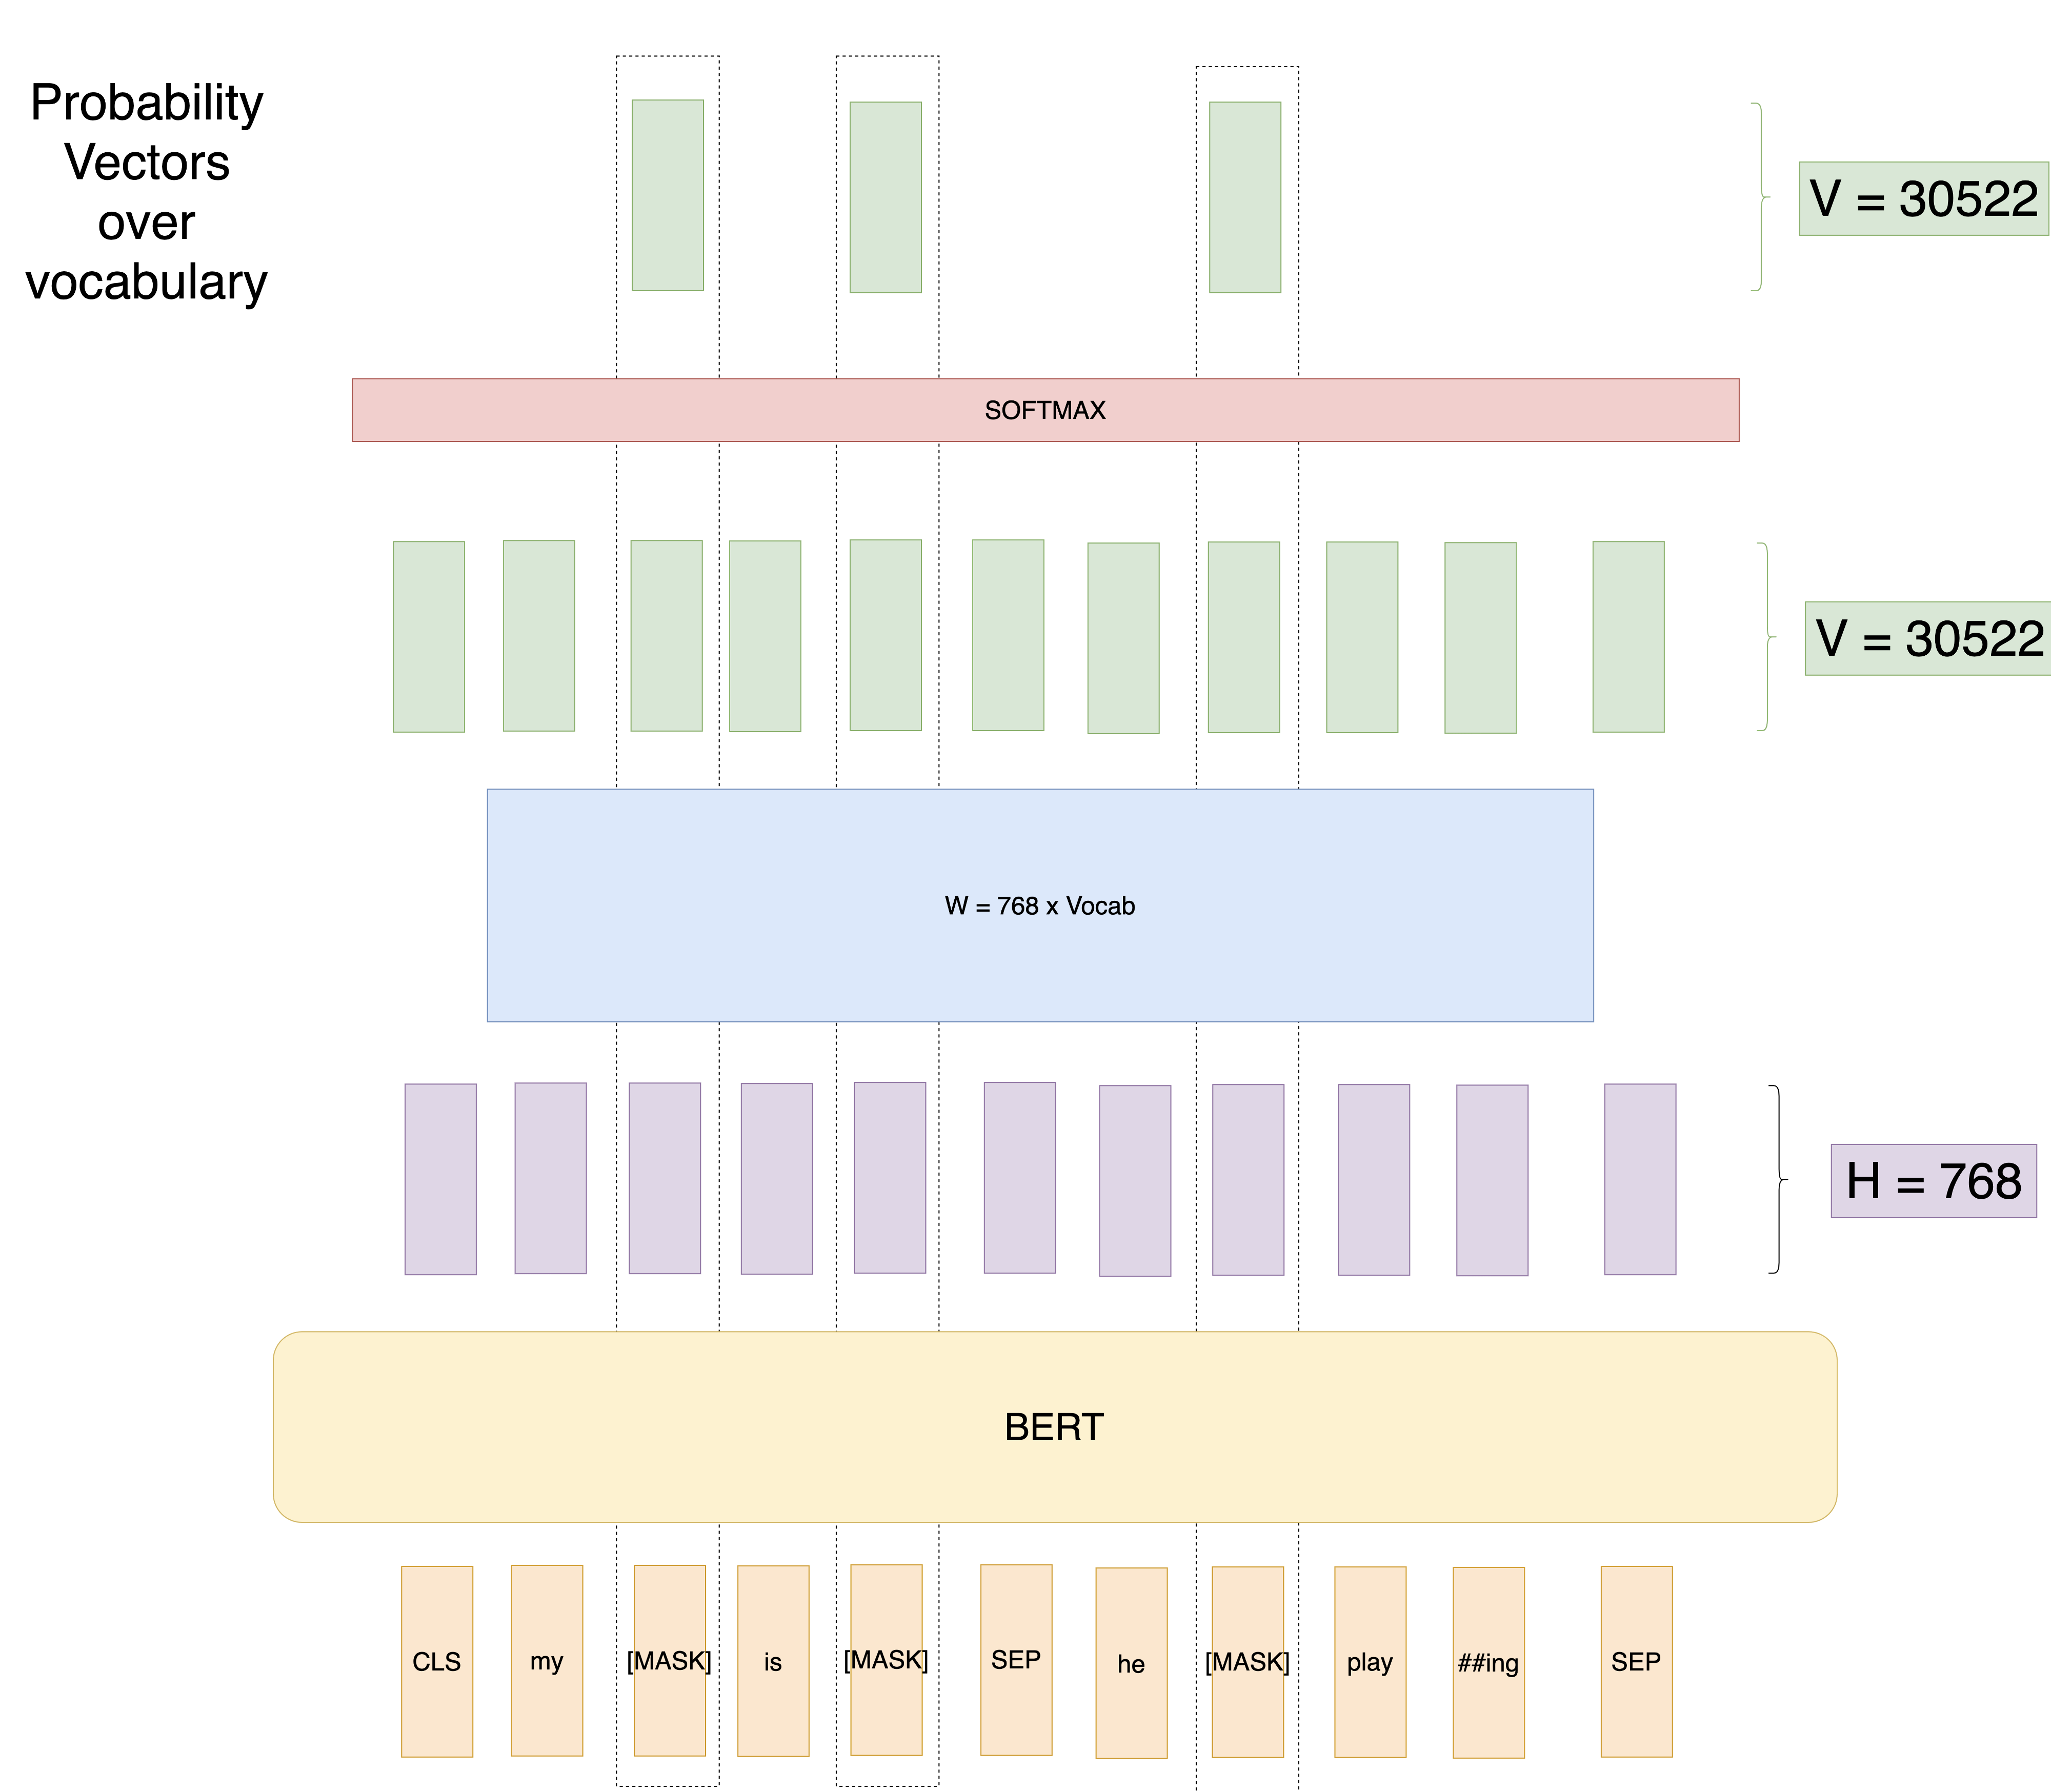 Probability
Vectors
over
vocabulary
V = 30522
SOFTMAX
V = 30522
W = 768 x Vocab
H = 768
BERT
CLS my [MASK] is [MASK] SEP he [MASK] play ##ing SEP